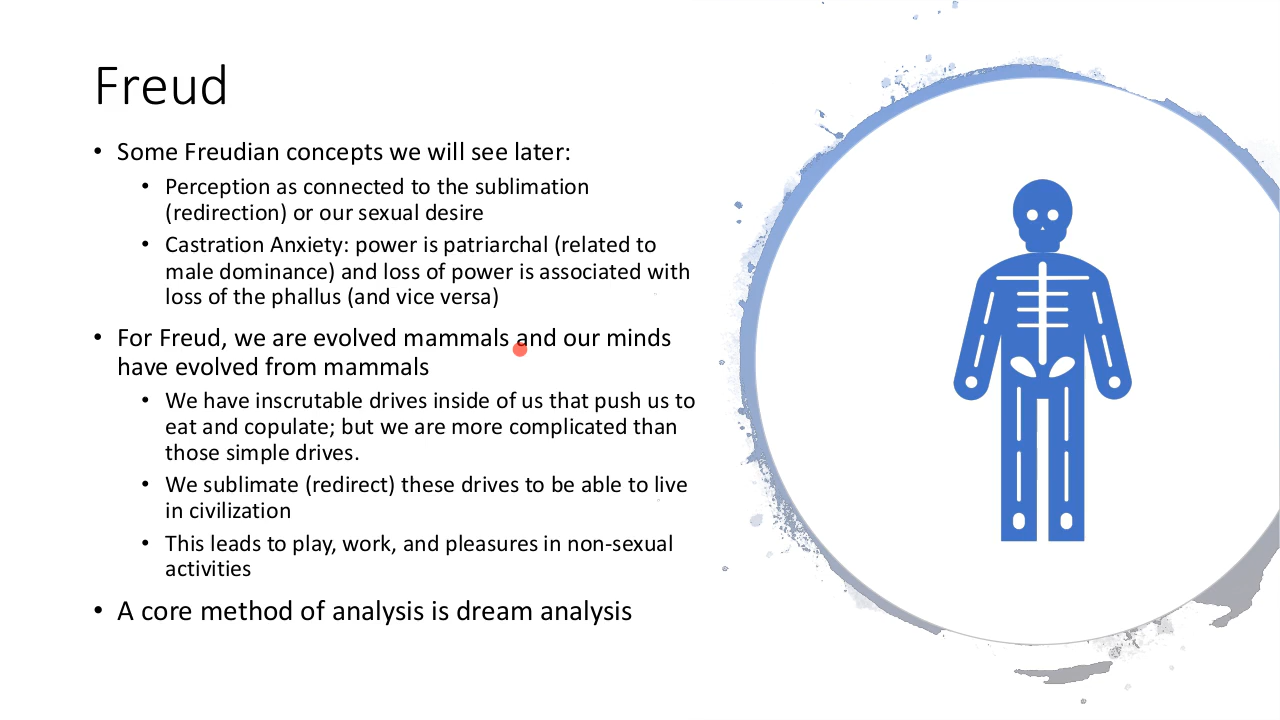 Freud
• Some Freudian concepts we will see later:
• Perception as connected to the sublimation
(redirection) or our sexual desire
• Castration Anxiety: power is patriarchal (related to
male dominance) and loss of power is associated with
loss of the phallus (and vice versa)
• For Freud, we are evolved mammals and our minds
have evolved from mammals
• We have inscrutable drives inside of us that push us to
eat and copulate; but we are more complicated than
those simple drives.
• We sublimate (redirect) these drives to be able to live
in civilization
• This leads to play, work, and pleasures in non-sexual
activities
• A core method of analysis is dream analysis